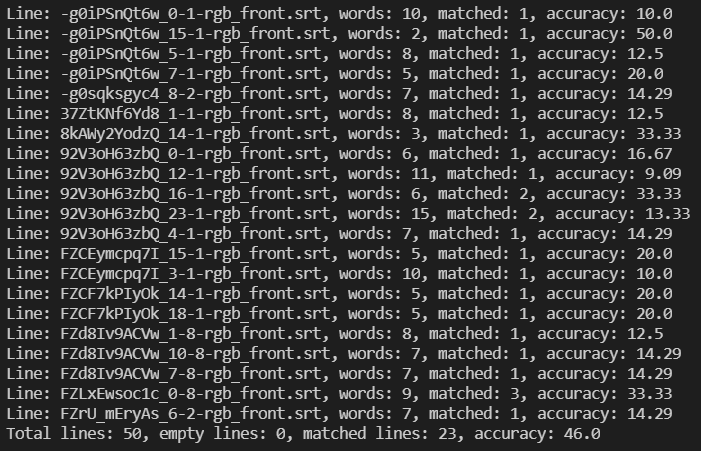 Line: -g0iPSnQt6w_0-1-rgb_front.srt, words: 10, matched: 1, accuracy: 10.0
Line: -g0iPSnQt6w_15-1-rgb_front.srt, words: 2, matched: 1, accuracy: 50.0
Line: -g0iPSnQt6w_5-1-rgb_front.srt, words: 8, matched: 1, accuracy: 12.5
Line: -g0iPSnQt6w_7-1-rgb_front.srt, words: 5, matched: 1, accuracy: 20.0
Line: -g0sqksgyc4_8-2-rgb_front.srt, words: 7, matched: 1, accuracy: 14.29
Line: 37ZtKNf6Yd8_1-1-rgb_front.srt, words: 8, matched: 1, accuracy: 12.5
Line: 8kAWy2YodzQ_14-1-rgb_front.srt, words: 3, matched: 1, accuracy: 33.33
Line: 92V3oH63zbQ_0-1-rgb_front.srt, words: 6, matched: 1, accuracy: 16.67
Line: 92V3oH63zbQ_12-1-rgb_front.srt, words: 11, matched: 1, accuracy: 9.09
Line: 92V3oH63zbQ_16-1-rgb_front.srt, words: 6, matched: 2, accuracy: 33.33
Line: 92V3oH63zbQ_23-1-rgb_front.srt, words: 15, matched: 2, accuracy: 13.33
Line: 92V3oH63zbQ_4-1-rgb_front.srt, words: 7, matched: 1, accuracy: 14.29
Line: FZCEymcpq7I_15-1-rgb_front.srt, words: 5, matched: 1, accuracy: 20.0
Line: FZCEymcpq7I_3-1-rgb_front.srt, words: 10, matched: 1, accuracy: 10.0
Line: FZCF7kPIyOk_14-1-rgb_front.srt, words: 5, matched: 1, accuracy: 20.0
Line: FZCF7kPIyOk_18-1-rgb_front.srt, words: 5, matched: 1, accuracy: 20.0
Line: FZd8Iv9ACVw_1-8-rgb_front.srt, words: 8, matched: 1, accuracy: 12.5
Line: FZd8Iv9ACVw_10-8-rgb_front.srt, words: 7, matched: 1, accuracy: 14.29
Line: FZd8Iv9ACVw_7-8-rgb_front.srt, words: 7, matched: 1, accuracy: 14.29
Line: FZLxEwsoc1c_0-8-rgb_front.srt, words: 9, matched: 3, accuracy: 33.33
Line: FZrU_mEryAs_6-2-rgb_front.srt, words: 7, matched: 1, accuracy: 14.29
Total lines: 50, empty lines: 0, matched lines: 23, accuracy: 46.0